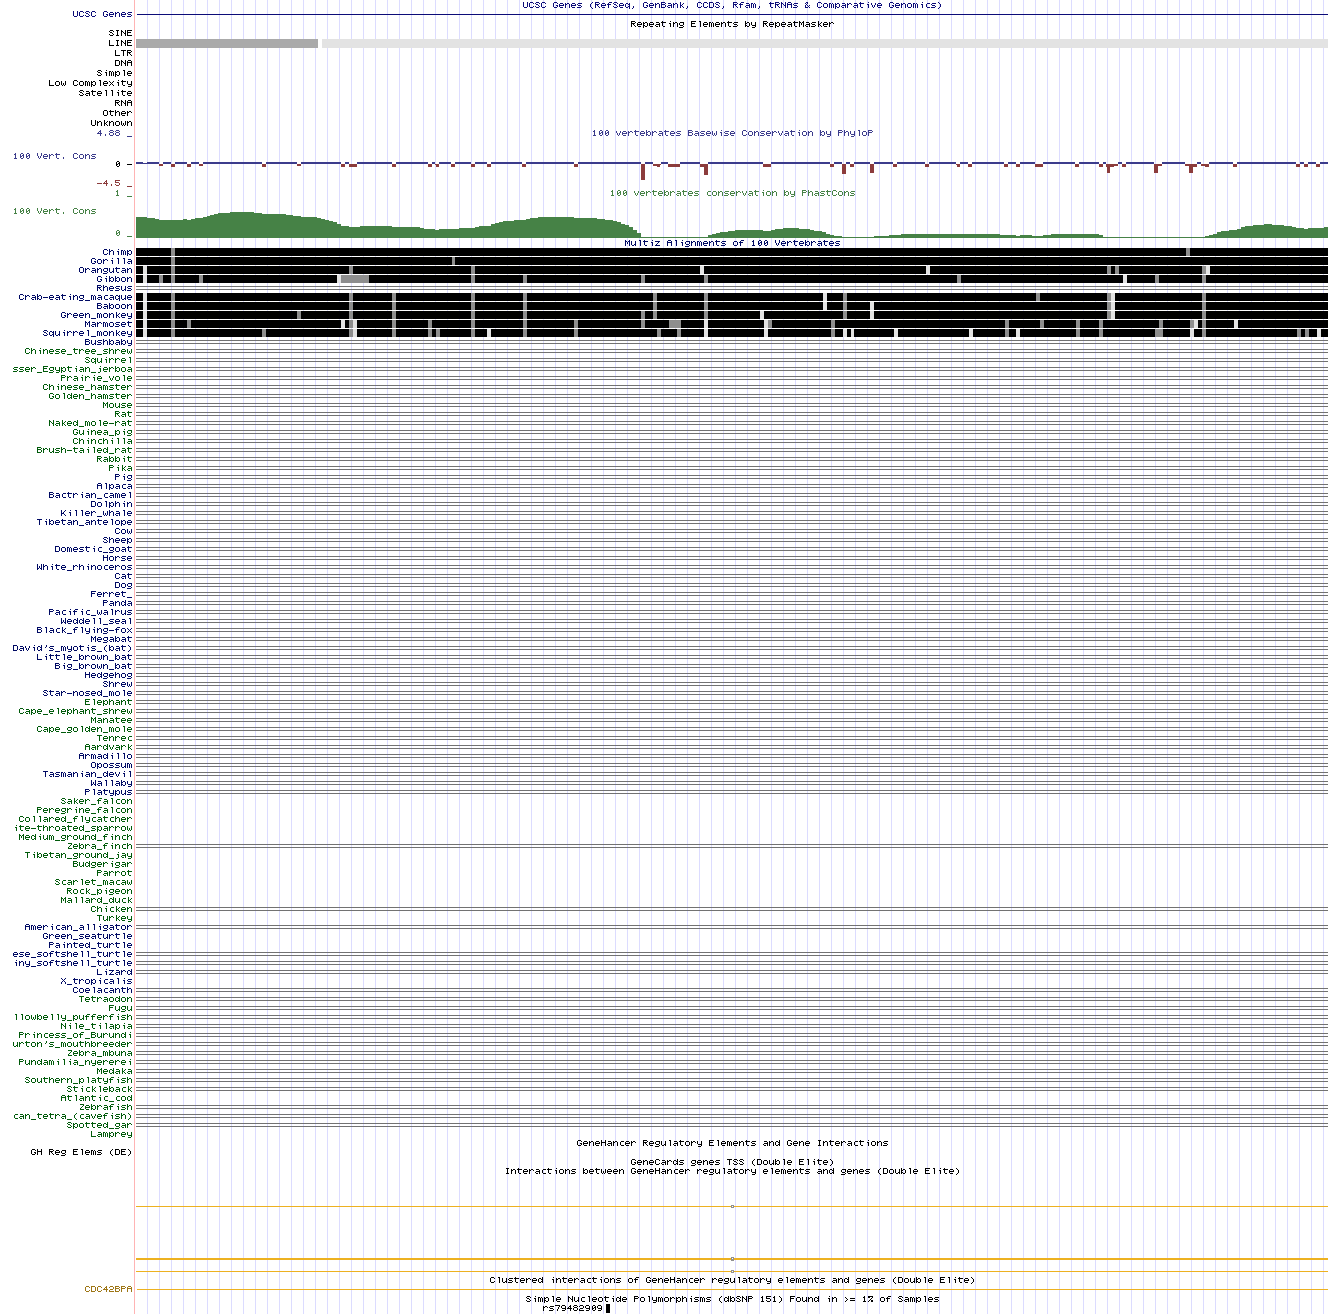 UCSC Genes (RefSeq, GenBank, CCDS, Rfam, tRNAs & Comparative Genomics)
UCSC Genes
Repeating Elements by RepeatMasker
SINE
LINE
LTR
DNA
Simple
Low Complexity
Satellite
RNA
Other
Unknown
4.88 _
100 vertebrates Basewise Conservation by PhyloP
100 Vert. Cons
0 _
-4.5 _
1 _
100 vertebrates conservation by PhastCons
100 Vert. Cons
0 _
Multiz Alignments of 100 Vertebrates
Chimp
Gorilla
Orangutan
Gibbon
Rhesus
Crab-eating_macaque
Baboon
Green_monkey
Marmoset
Squirrel_monkey
Bushbaby
Chinese_tree_shrew
Squirrel
sser_Egyptian_jerboa
Prairie_vole
Chinese_hamster
Golden_hamster
Mouse
Rat
Naked_mole-rat
Guinea_pig
Chinchilla
Brush-tailed_rat
Rabbit
Pika
Pig
Alpaca
Bactrian_camel
Dolphin
Killer_whale
Tibetan_antelope
Cow
Sheep
Domestic_goat
Horse
White_rhinoceros
Cat
Dog
Ferret_
Panda
Pacific_walrus
Weddell_seal
Black_flying-fox
Megabat
David's_myotis_(bat)
Little_brown_bat
Big_brown_bat
Hedgehog
Shrew
Star-nosed_mole
Elephant
Cape_elephant_shrew
Manatee
Cape_golden_mole
Tenrec
Aardvark
Armadillo
Opossum
Tasmanian_devil
Wallaby
Platypus
Saker_falcon
Peregrine_falcon
Collared_flycatcher
ite-throated_sparrow
Medium_ground_finch
Zebra_finch
Tibetan_ground_jay
Budgerigar
Parrot
Scarlet_macaw
Rock_pigeon
Mallard_duck
Chicken
Turkey
American_alligator
Green_seaturtle
Painted_turtle
ese_softshell_turtle
iny_softshell_turtle
Lizard
X_tropicalis
Coelacanth
Tetraodon
Fugu
llowbelly_pufferfish
Nile_tilapia
Princess_of_Burundi
urton's_mouthbreeder
Zebra_mbuna
Pundamilia_nyererei
Medaka
Southern_platyfish
Stickleback
Atlantic_cod
Zebrafish
can_tetra_(cavefish)
Spotted_gar
Lamprey
GeneHancer Regulatory Elements and Gene Interactions
GH Reg Elems (DE)
GeneCards genes TSS (Double Elite)
Interactions between GeneHancer regulatory elements and genes (Double Elite)
Clustered interactions of GeneHancer regulatory elements and genes (Double Elite)
CDC42BPA
Simple Nucleotide Polymorphisms (dbSNP 151) Found in >= 1% of Samples
rs79482909